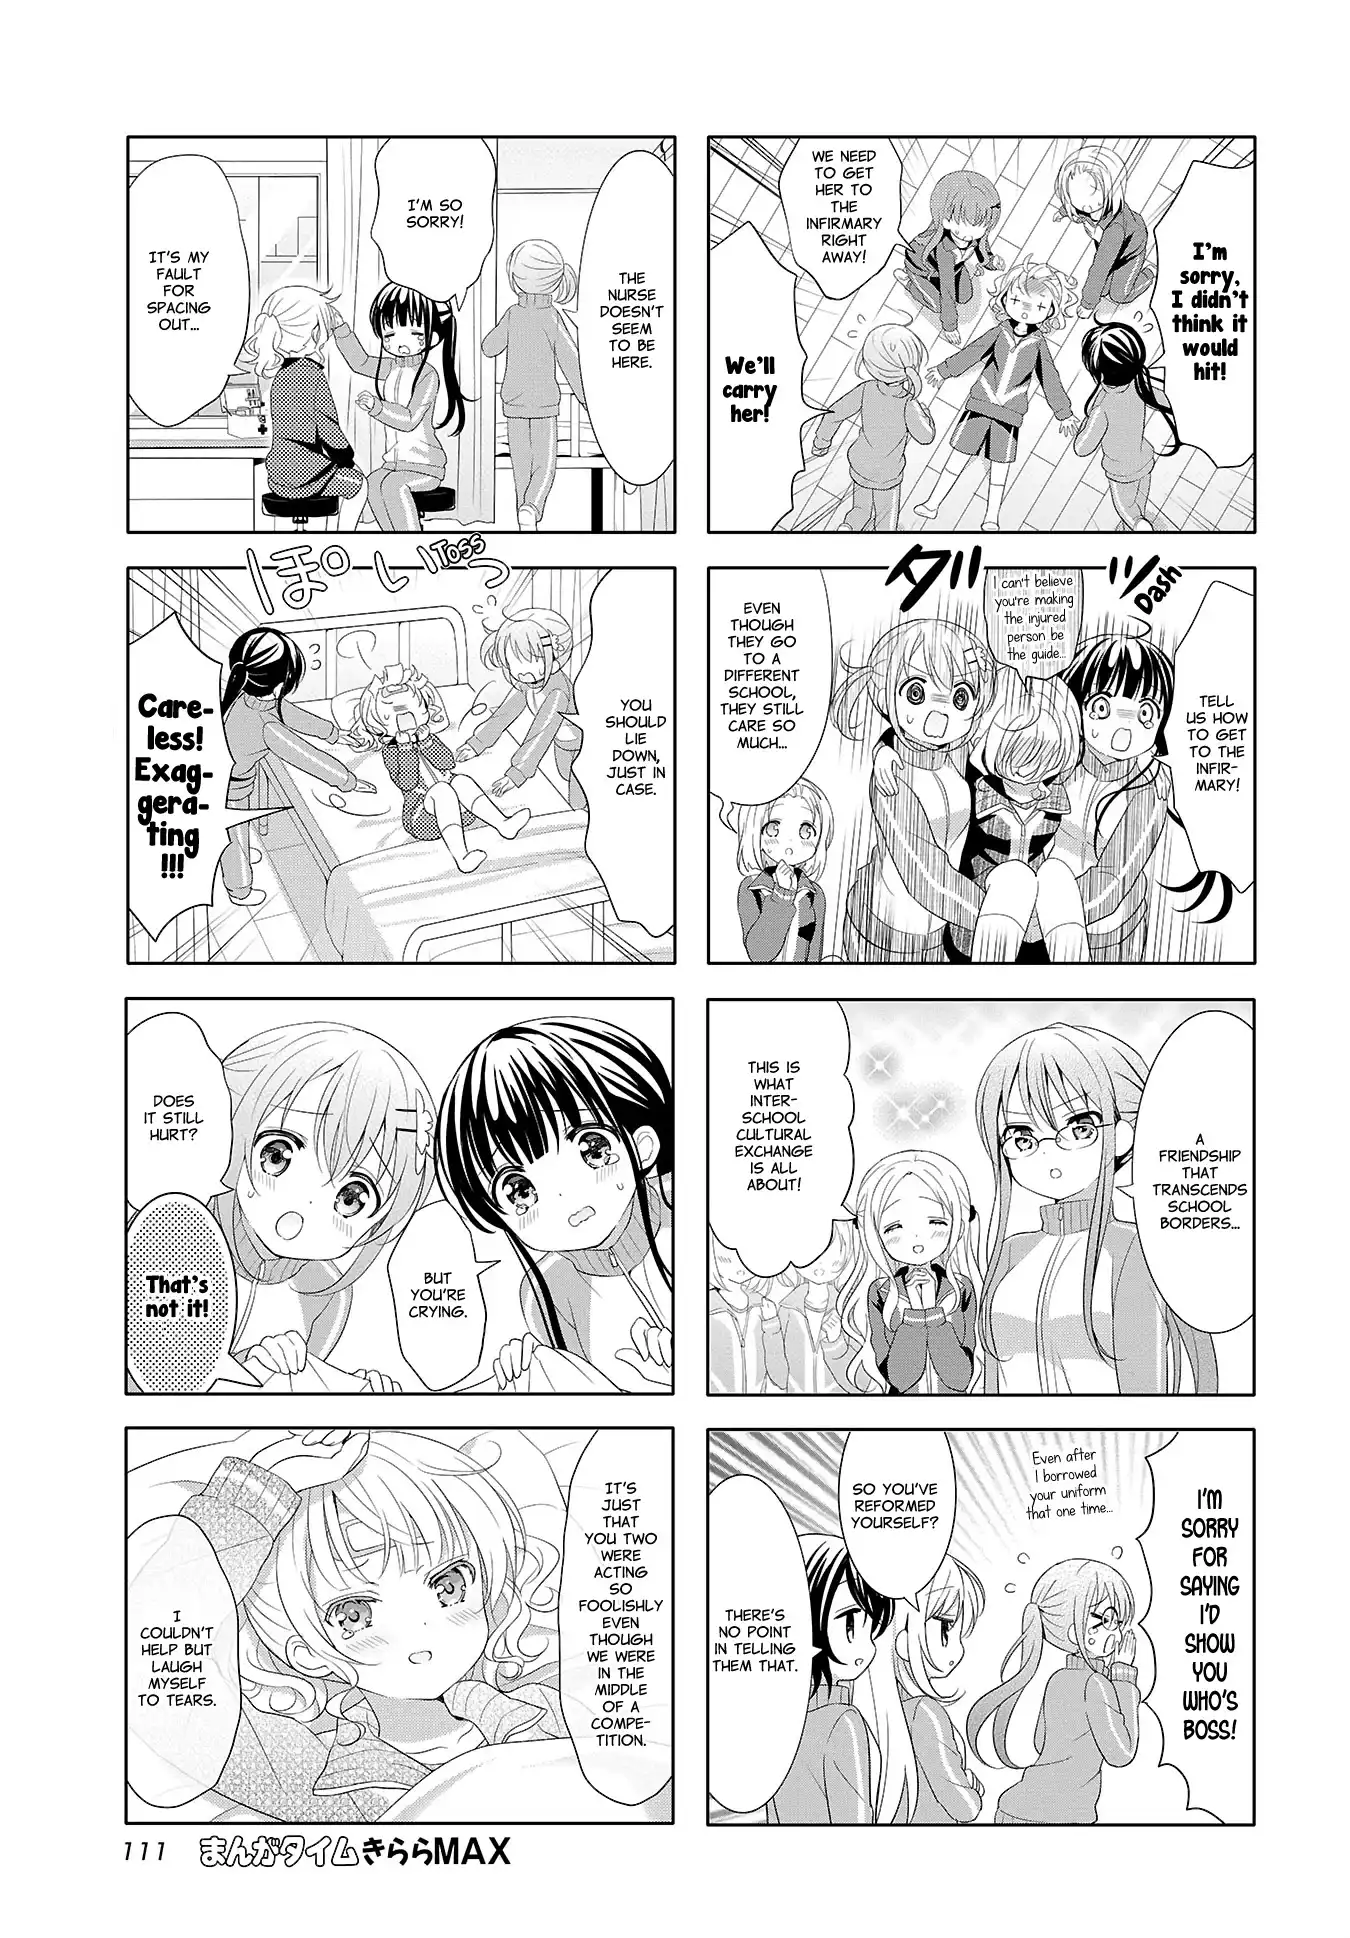 WE NEED
TO GET
HER TO
THE
INFIRMARY
RIGHT
AWAY!
I'm
sorry,
I didn't
think it
would
hit!
We'll
carry
her!
TELL
US HOW
TO GET
TO THE
INFIR-
MARY!
ダッ
Dash
I can't believe
you're making
the injured
person be
the guide...
EVEN
THOUGH
THEY GO
TO A
DIFFERENT
SCHOOL,
THEY STILL
CARE SO
MUCH...
A
FRIENDSHIP
THAT
TRANSCENDS
SCHOOL
BORDERS...
THIS IS
WHAT
INTER-
SCHOOL
CULTURAL
EXCHANGE
IS ALL
ABOUT!
I'M
SORRY
FOR
SAYING
I'D
SHOW
YOU
WHO'S
BOSS!
Even after
I borrowed
your uniform
that one time...
SO YOU'VE
REFORMED
YOURSELF?
THERE'S
NO POINT
IN TELLING
THEM THAT.
THE
NURSE
DOESN'T
SEEM
TO BE
HERE.
I'M SO
SORRY!
IT'S MY
FAULT
FOR
SPACING
OUT...
ぽいっ
TOSS
YOU
SHOULD
LIE
DOWN,
JUST IN
CASE.
Care-
less!
Exag-
gera-
ting
!!!
DOES
IT STILL
HURT?
BUT
YOU'RE
CRYING.
That's
not it!
IT'S
JUST
THAT
YOU TWO
WERE
ACTING
SO
FOOLISHLY
EVEN
THOUGH
WE WERE
IN THE
MIDDLE
OF A
COMPE-
TITION.
I
COULDN'T
HELP BUT
LAUGH
MYSELF
TO TEARS.
111 まんがタイムきららMAX